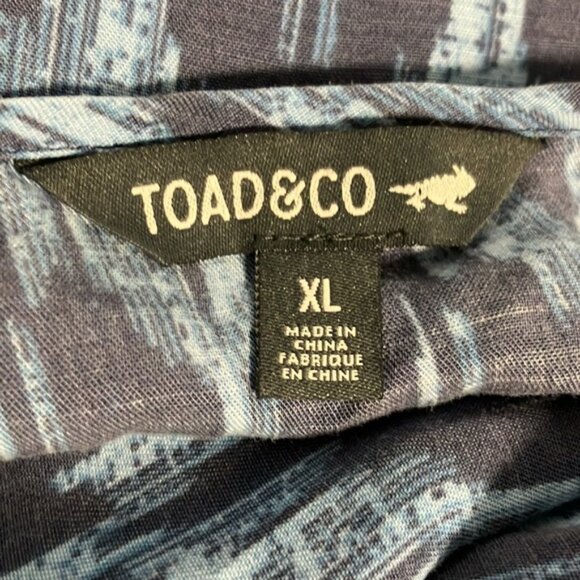 TOAD&CO
XL
MADE IN
CHINA
FABRIQUE
EN CHINE